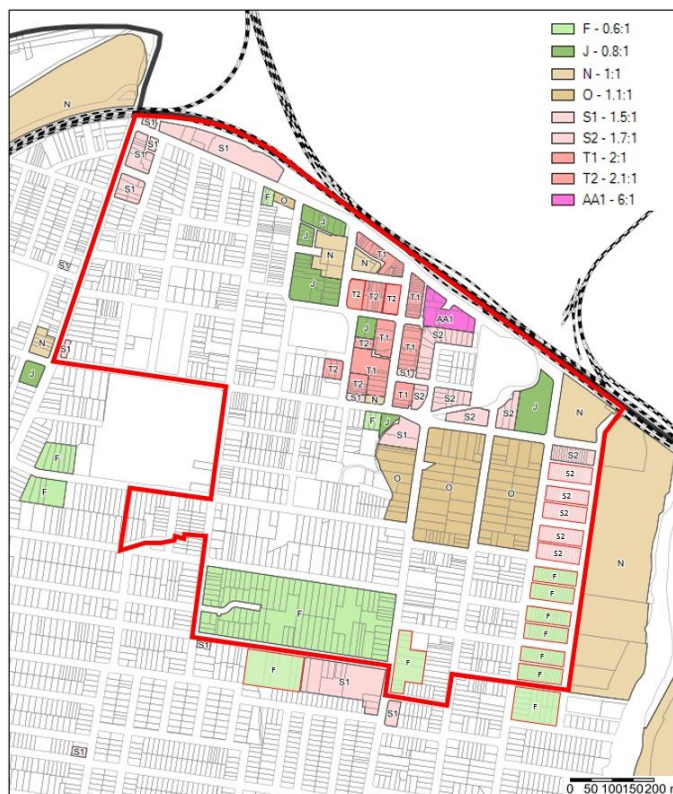 F - 0.6:1
J - 0.8:1
N - 1:1
O - 1.1:1
S1 - 1.5:1
S2 - 1.7:1
T1 - 2:1
T2 - 2.1:1
AA1 - 6:1
N
S1
S1
S1
S1
S1
F
O
J
J
N
N
T1
J
T2
T2
T2
T1
AA1
S2
J
T2
T1
T1
S1
T2
T1
T2
S1
N
T1
S2
S2
S2
S2
J
N
F
J
S1
S1
N
S1
J
F
F
O
O
O
S2
S2
S2
S2
S2
S2
N
F
F
F
F
F
F
F
F
F
S1
F
S1
S1
S1
0 50 100150200 m